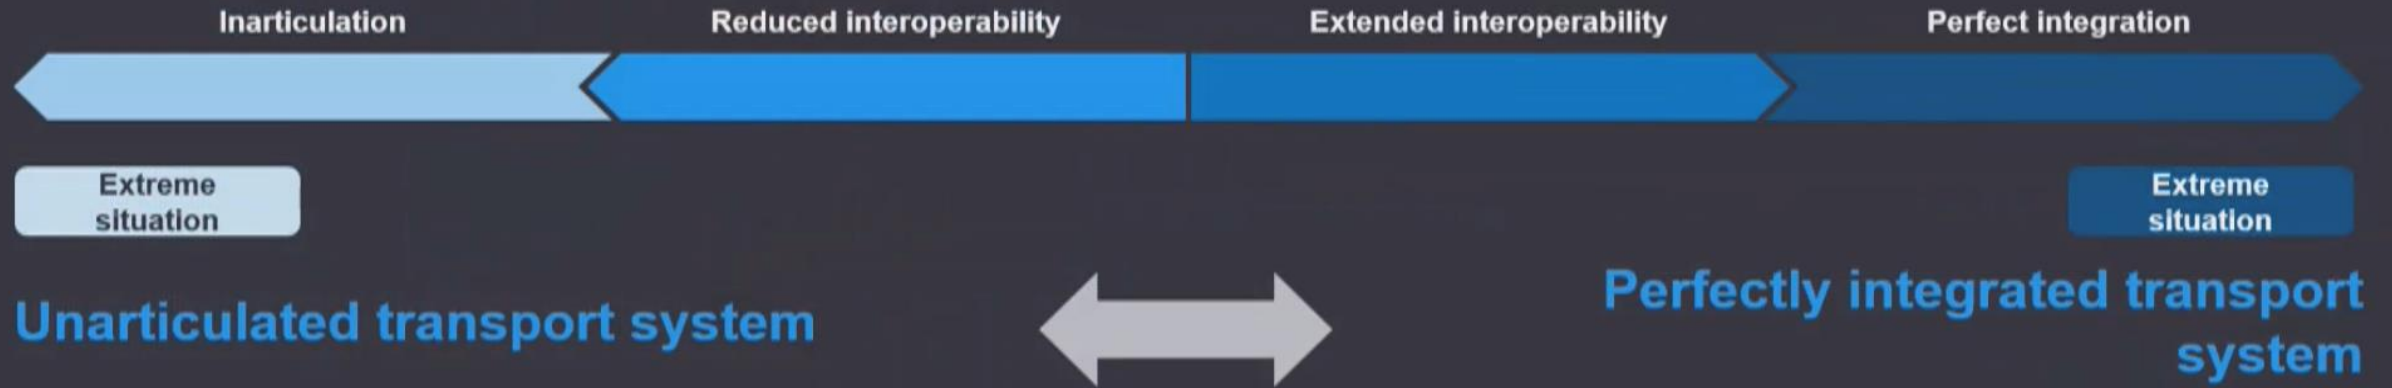 Inarticulation
Reduced interoperability
Extended interoperability
Perfect integration
Extreme
situation
Extreme
situation
Unarticulated transport system
Perfectly integrated transport
system